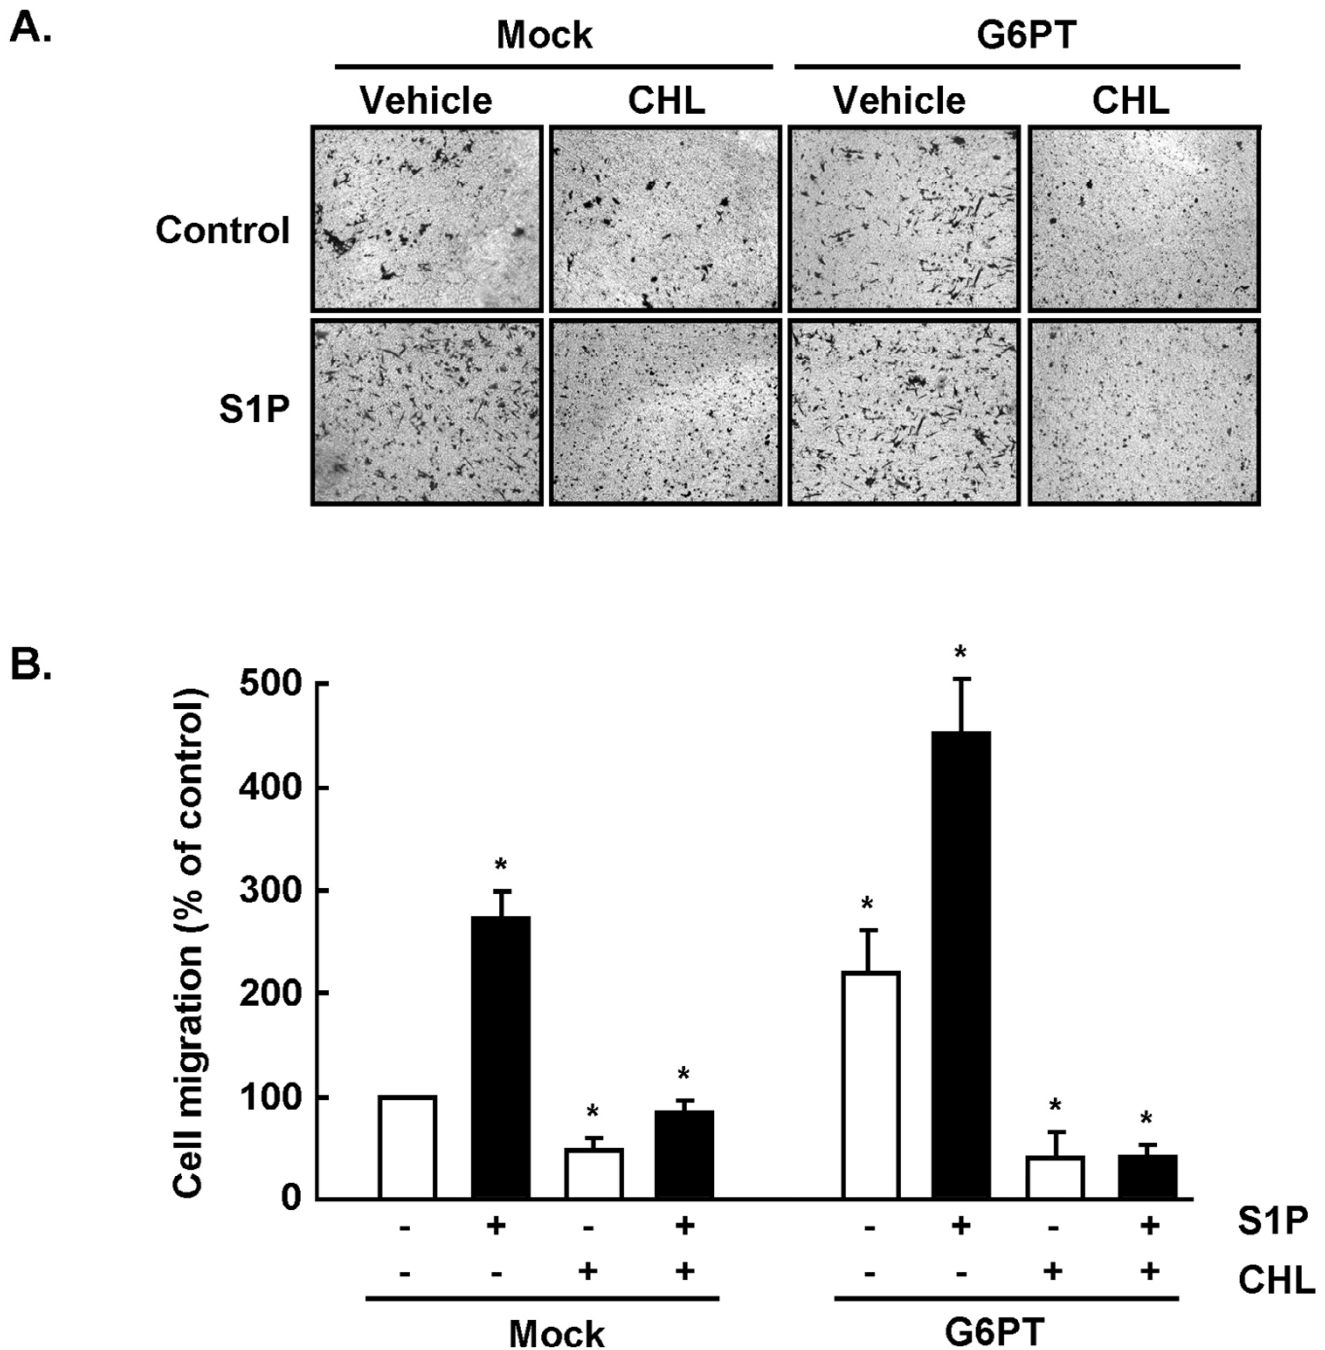 A.
Mock G6PT
Vehicle CHL Vehicle CHL
Control
S1P
B.
Cell migration (% of control)
500
400
300
200
100
0
* * * * * * *
- + - + - + - + S1P
- - + + - - + + CHL
Mock G6PT